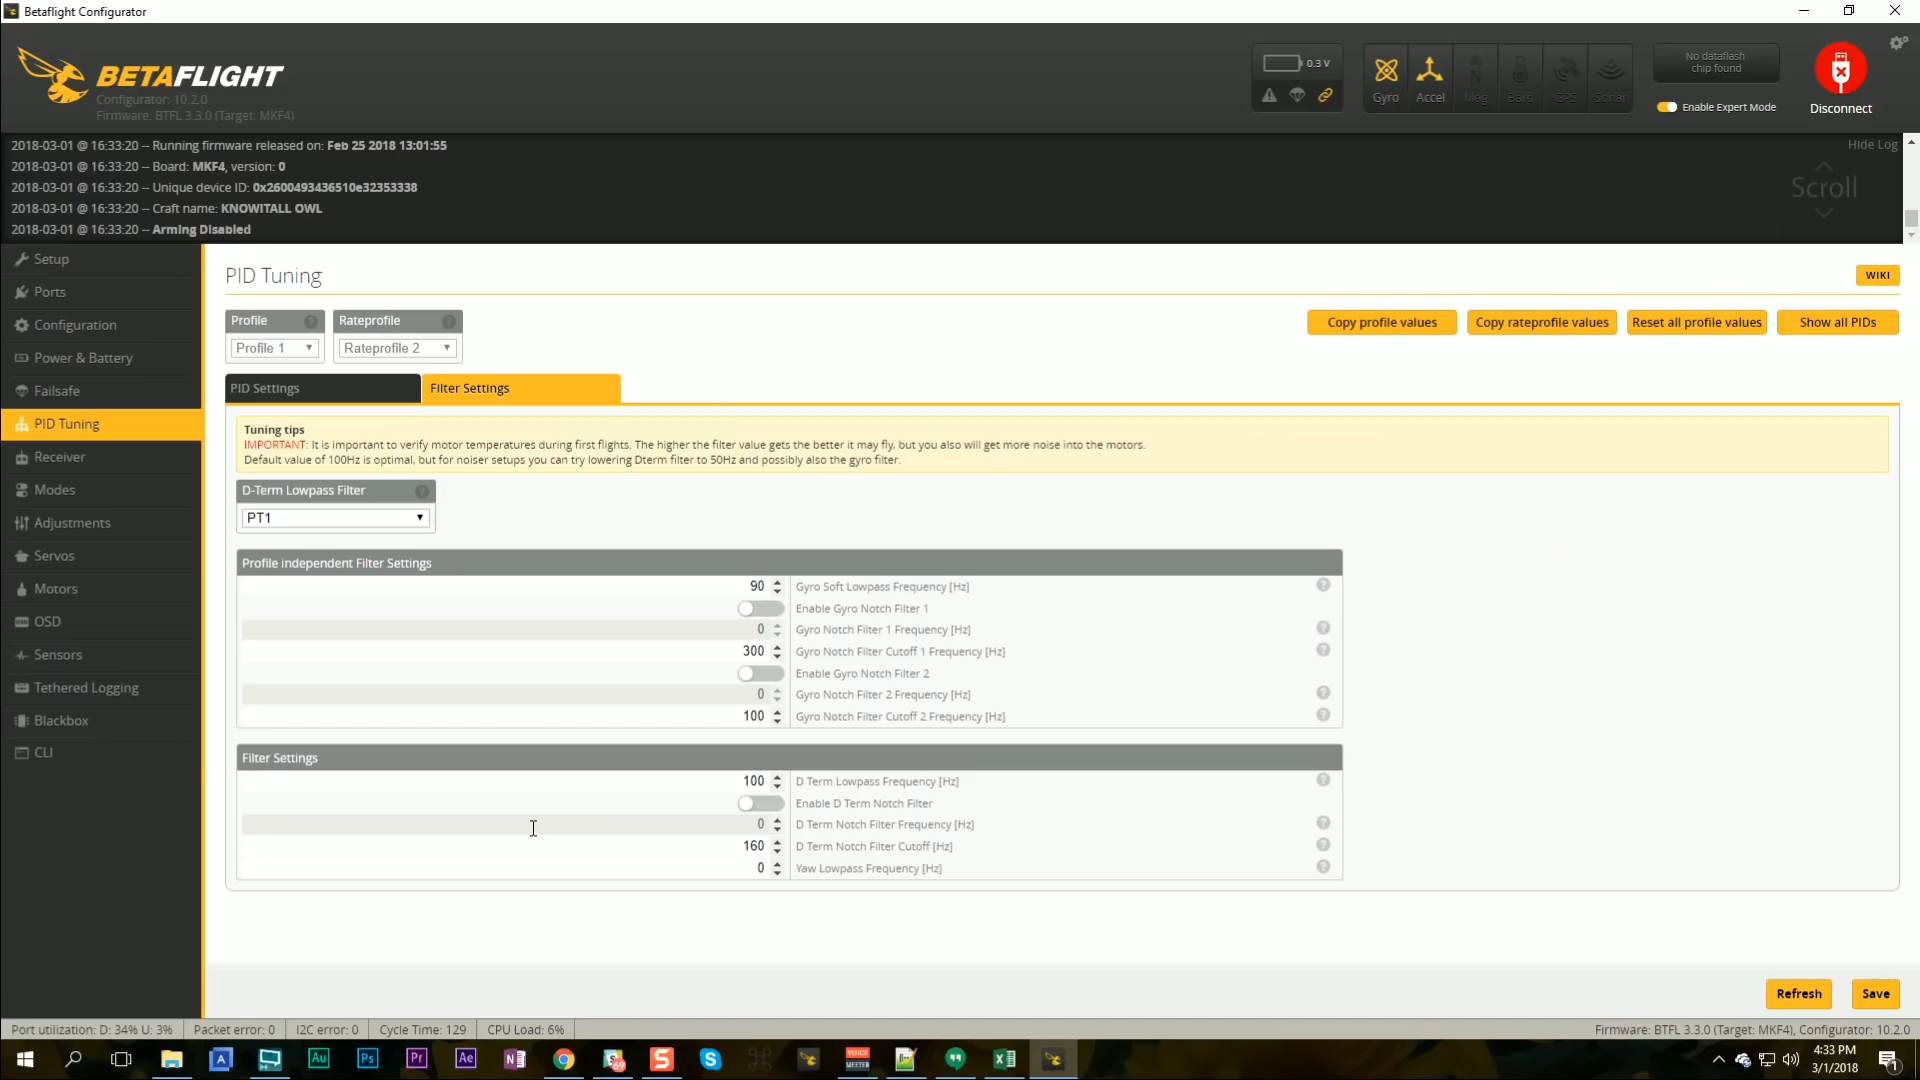 Betaflight Configurator
BETAFLIGHT
Configurator: 10.2.0
Firmware: BTFL 3.3.0 (Target: MKF4)
0.3 V
Gyro
Accel
Mag
Baro
GPS
Sonar
No dataflash
chip found
Enable Expert Mode
Disconnect
2018-03-01 @ 16:33:20 -- Running firmware released on: Feb 25 2018 13:01:55
2018-03-01 @ 16:33:20 -- Board: MKF4, version: 0
2018-03-01 @ 16:33:20 -- Unique device ID: 0x2600493436510e32353338
2018-03-01 @ 16:33:20 -- Craft name: KNOWITALL OWL
2018-03-01 @ 16:33:20 -- Arming Disabled
Hide Log
Scroll
Setup
Ports
Configuration
Power & Battery
Failsafe
PID Tuning
Receiver
Modes
Adjustments
Servos
Motors
OSD
Sensors
Tethered Logging
Blackbox
CLI
PID Tuning
WIKI
Profile
Profile 1
Rateprofile
Rateprofile 2
Copy profile values
Copy rateprofile values
Reset all profile values
Show all PIDs
PID Settings
Filter Settings
Tuning tips
IMPORTANT: It is important to verify motor temperatures during first flights. The higher the filter value gets the better it may fly, but you also will get more noise into the motors.
Default value of 100Hz is optimal, but for noiser setups you can try lowering Dterm filter to 50Hz and possibly also the gyro filter.
D-Term Lowpass Filter
PT1
Profile independent Filter Settings
90 Gyro Soft Lowpass Frequency [Hz]
Enable Gyro Notch Filter 1
0 Gyro Notch Filter 1 Frequency [Hz]
300 Gyro Notch Filter Cutoff 1 Frequency [Hz]
Enable Gyro Notch Filter 2
0 Gyro Notch Filter 2 Frequency [Hz]
100 Gyro Notch Filter Cutoff 2 Frequency [Hz]
Filter Settings
100 D Term Lowpass Frequency [Hz]
Enable D Term Notch Filter
0 D Term Notch Filter Frequency [Hz]
160 D Term Notch Filter Cutoff [Hz]
0 Yaw Lowpass Frequency [Hz]
Refresh
Save
Port utilization: D: 34% U: 3%
Packet error: 0
I2C error: 0
Cycle Time: 129
CPU Load: 6%
Firmware: BTFL 3.3.0 (Target: MKF4), Configurator: 10.2.0
Au
Ps
Pr
Ae
69
VOICE
MEETER
4:33 PM
3/1/2018
1